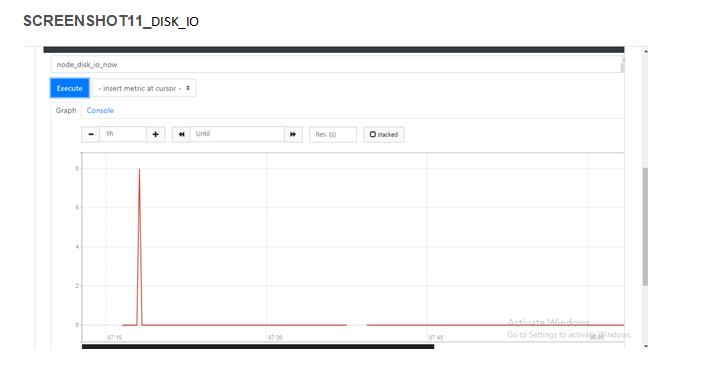 SCREENSHOT11_DISK_IO
node_disk_io_now
Execute
- insert metric at cursor -
Graph
Console
1h
Until
Res. (s)
stacked
8
6
4
2
0
07:15
07:30
07:45
08:00
Activate Windows
Go to Settings to activate Windows.